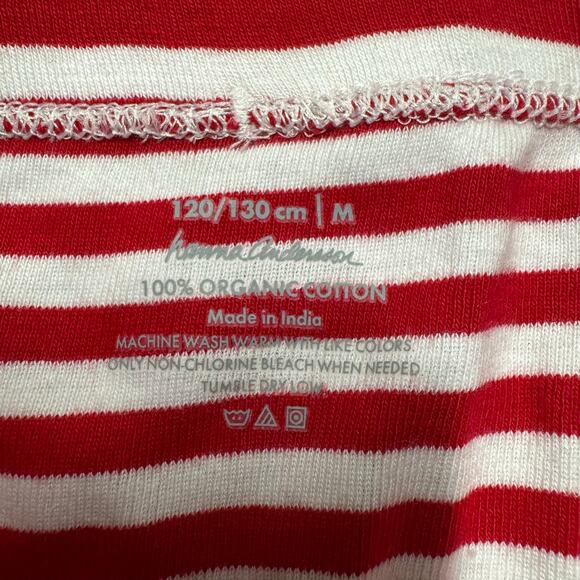 120/130 cm | M
Hanna Andersson
100% ORGANIC COTTON
Made in India
MACHINE WASH WARM WITH LIKE COLORS
ONLY NON-CHLORINE BLEACH WHEN NEEDED
TUMBLE DRY LOW